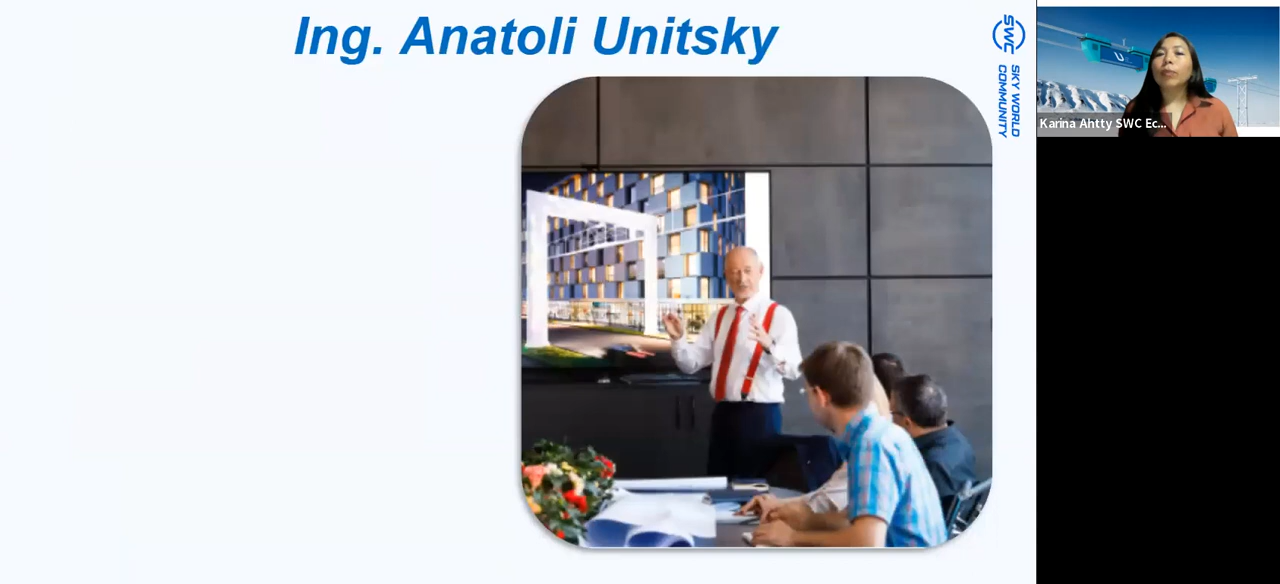 Ing. Anatoli Unitsky
SWC
SKY WORLD
COMMUNITY
Karina Ahtty SWC Ec...